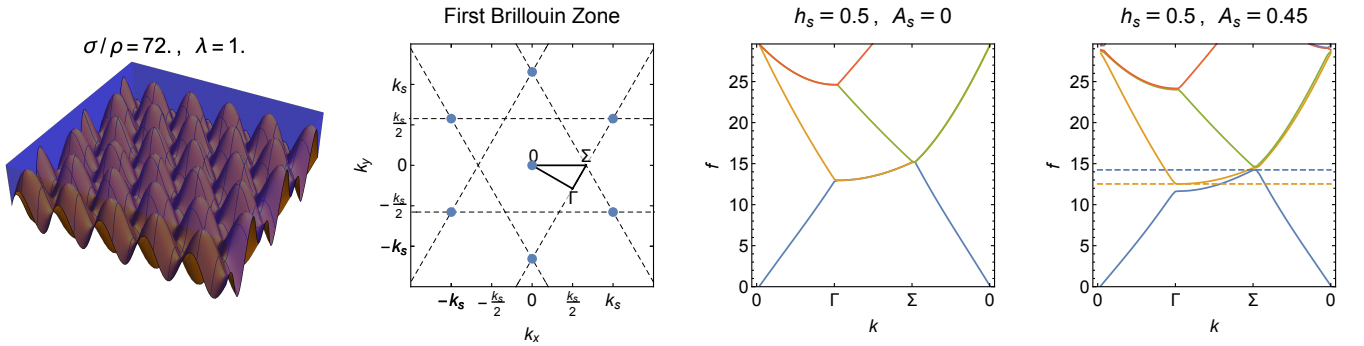 σ/ρ=72. , λ=1.
First Brillouin Zone
k_s
k_s/2
0
-k_s/2
-k_s
k_y
0
Σ
Γ
-k_s
-k_s/2
0
k_s/2
k_s
k_x
h_s=0.5 , A_s=0
25
20
15
10
5
0
f
0
Γ
Σ
0
k
h_s=0.5 , A_s=0.45
25
20
15
10
5
0
f
0
Γ
Σ
0
k